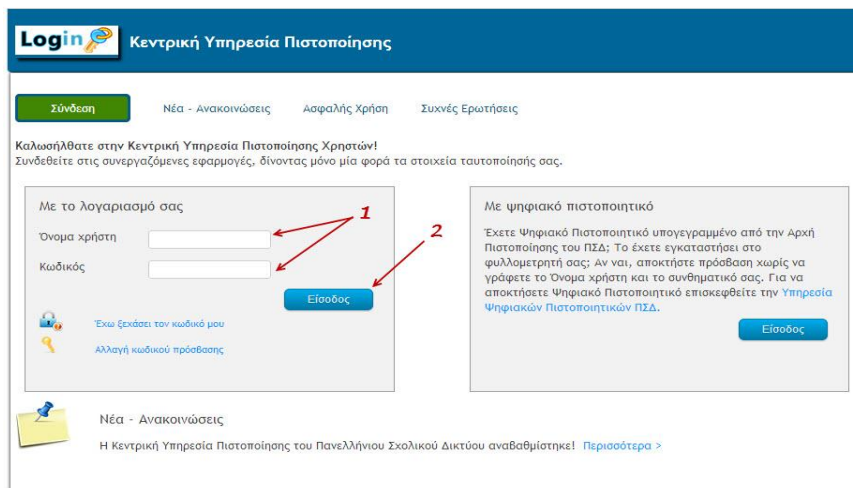 Login
Κεντρική Υπηρεσία Πιστοποίησης
Σύνδεση
Νέα - Ανακοινώσεις
Ασφαλής Χρήση
Συχνές Ερωτήσεις
Καλωσήλθατε στην Κεντρική Υπηρεσία Πιστοποίησης Χρηστών!
Συνδεθείτε στις συνεργαζόμενες εφαρμογές, δίνοντας μόνο μία φορά τα στοιχεία ταυτοποίησής σας.
Με το λογαριασμό σας
1
Όνομα χρήστη
Κωδικός
2
Είσοδος
Έχω ξεχάσει τον κωδικό μου
Αλλαγή κωδικού πρόσβασης
Με ψηφιακό πιστοποιητικό
Έχετε Ψηφιακό Πιστοποιητικό υπογεγραμμένο από την Αρχή
Πιστοποίησης του ΠΣΔ; Το έχετε εγκαταστήσει στο
φυλλομετρητή σας; Αν ναι, αποκτήστε πρόσβαση χωρίς να
γράφετε το Όνομα χρήστη και το συνθηματικό σας. Για να
αποκτήσετε Ψηφιακό Πιστοποιητικό επισκεφθείτε την Υπηρεσία
Ψηφιακών Πιστοποιητικών ΠΣΔ.
Είσοδος
Νέα - Ανακοινώσεις
Η Κεντρική Υπηρεσία Πιστοποίησης του Πανελλήνιου Σχολικού Δικτύου αναβαθμίστηκε! Περισσότερα >